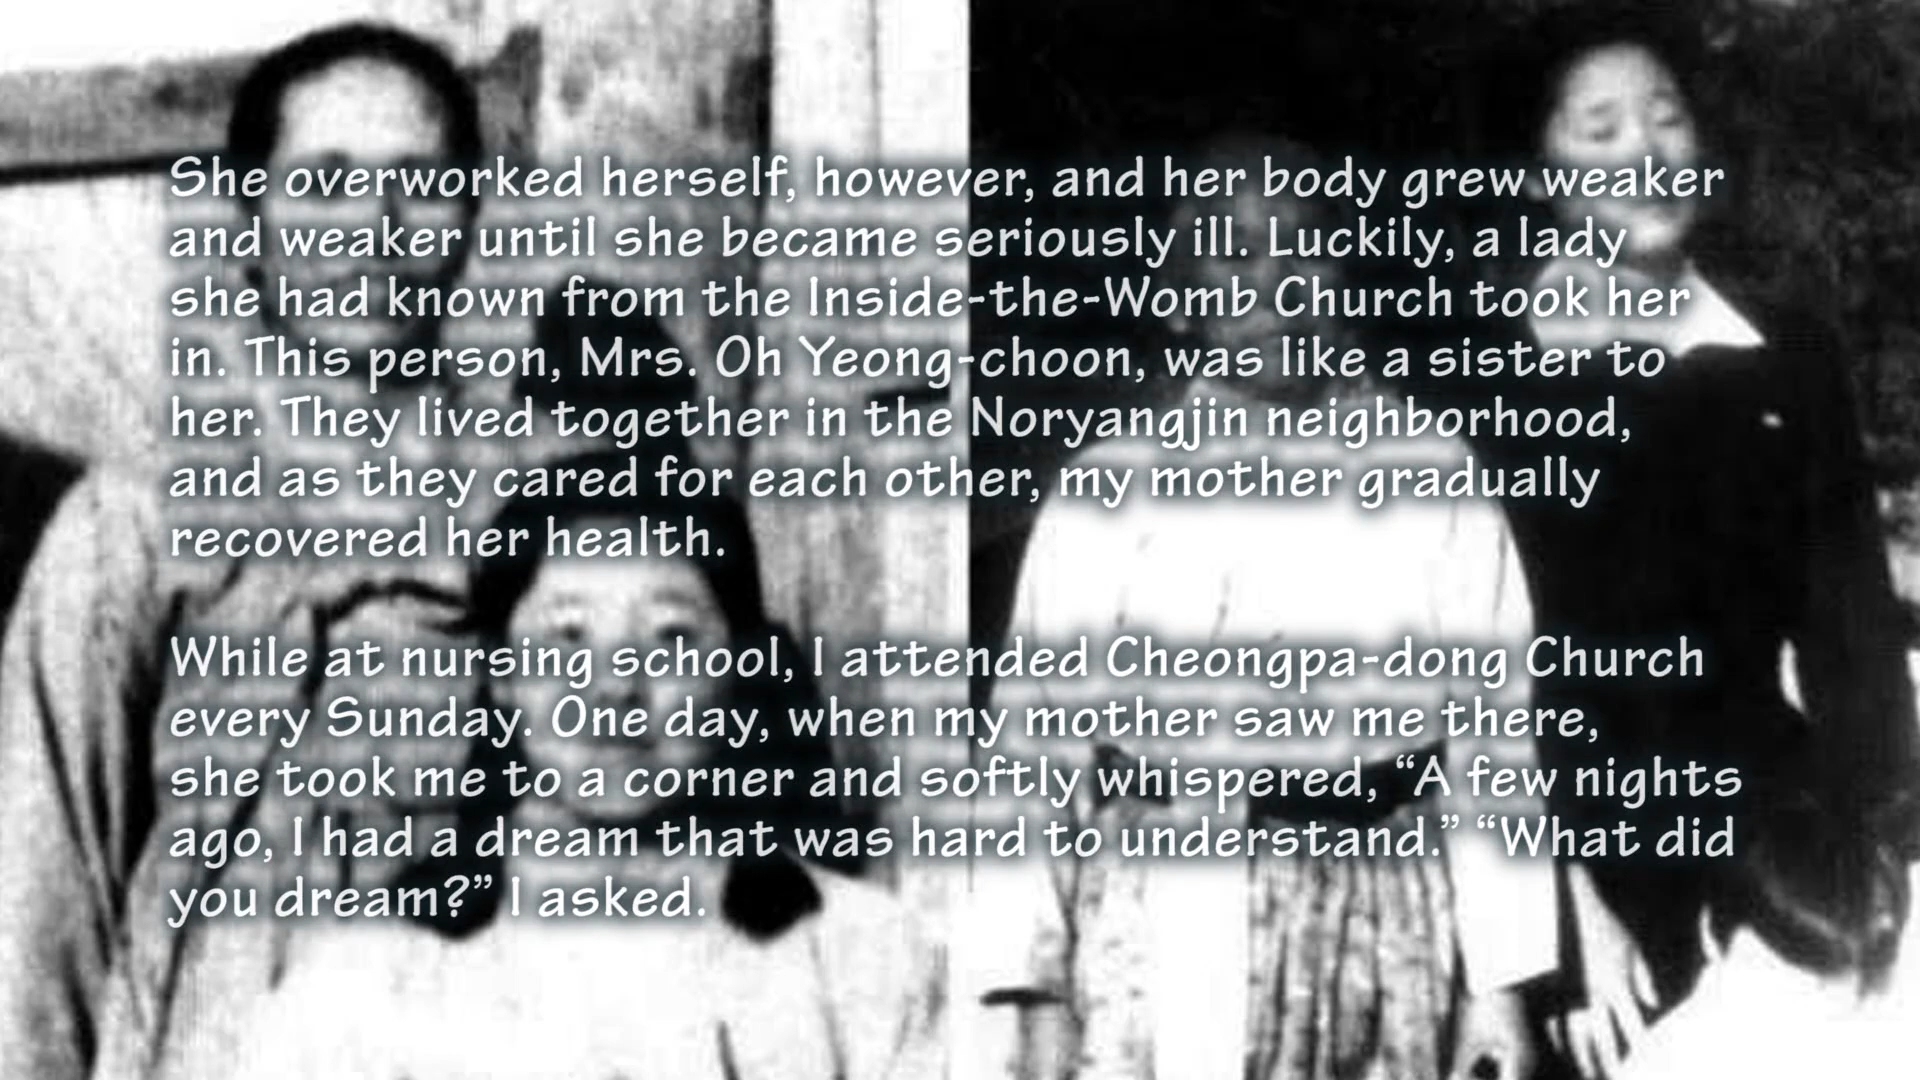 She overworked herself, however, and her body grew weaker
and weaker until she became seriously ill. Luckily, a lady
she had known from the Inside-the-Womb Church took her
in. This person, Mrs. Oh Yeong-choon, was like a sister to
her. They lived together in the Noryangjin neighborhood,
and as they cared for each other, my mother gradually
recovered her health.

While at nursing school, I attended Cheongpa-dong Church
every Sunday. One day, when my mother saw me there,
she took me to a corner and softly whispered, “A few nights
ago, I had a dream that was hard to understand.” “What did
you dream?” I asked.